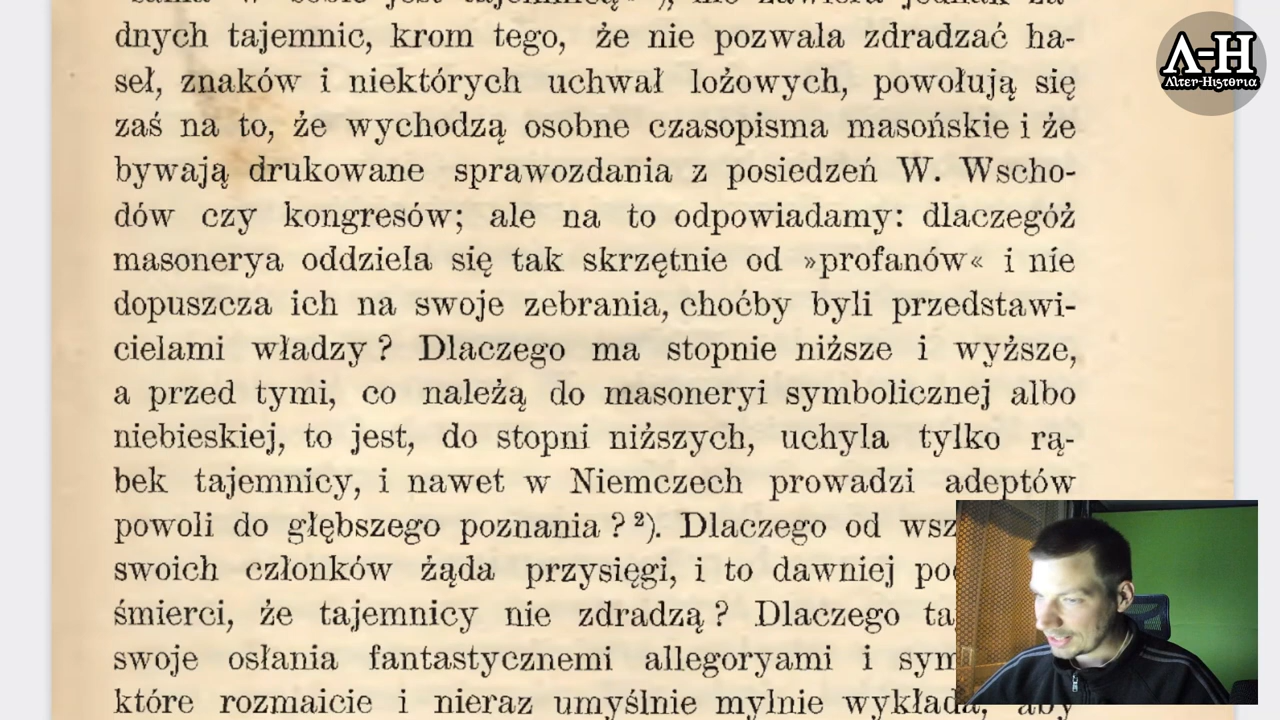 dnych tajemnic, krom tego, że nie pozwala zdradzać ha-
seł, znaków i niektórych uchwał lożowych, powołują się
zaś na to, że wychodzą osobne czasopisma masońskie i że
bywają drukowane sprawozdania z posiedzeń W. Wscho-
dów czy kongresów; ale na to odpowiadamy: dlaczegóż
masonerya oddziela się tak skrzętnie od »profanów« i nie
dopuszcza ich na swoje zebrania, choćby byli przedstawi-
cielami władzy? Dlaczego ma stopnie niższe i wyższe,
a przed tymi, co należą do masoneryi symbolicznej albo
niebieskiej, to jest, do stopni niższych, uchyla tylko rą-
bek tajemnicy, i nawet w Niemczech prowadzi adeptów
powoli do głębszego poznania?²). Dlaczego od
swoich członków żąda przysięgi, i to dawniej
śmierci, że tajemnicy nie zdradzą? Dlaczego
swoje osłania fantastycznemi allegoryami i
które rozmaicie i nieraz umyślnie mylnie wykłada, aby
A-H
Alter-Historia